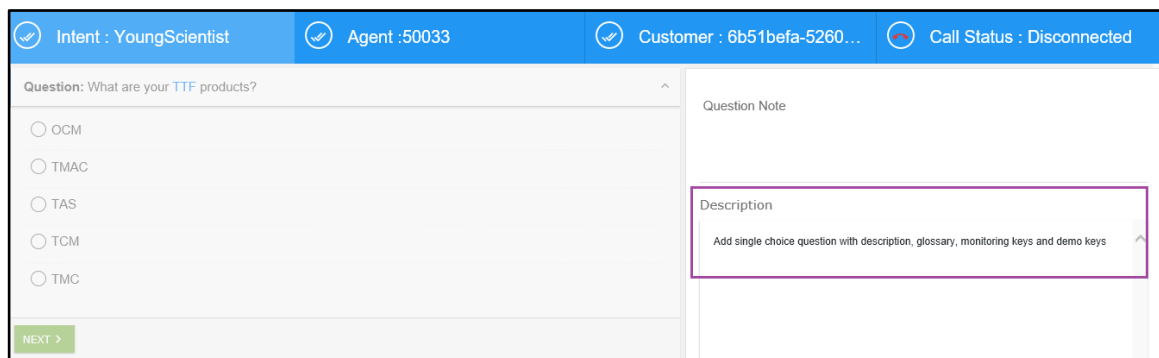 Intent : YoungScientist
Agent :50033
Customer : 6b51befa-5260...
Call Status : Disconnected
Question: What are your TTF products?
OCM
TMAC
TAS
TCM
TMC
NEXT >
Question Note
Description
Add single choice question with description, glossary, monitoring keys and demo keys